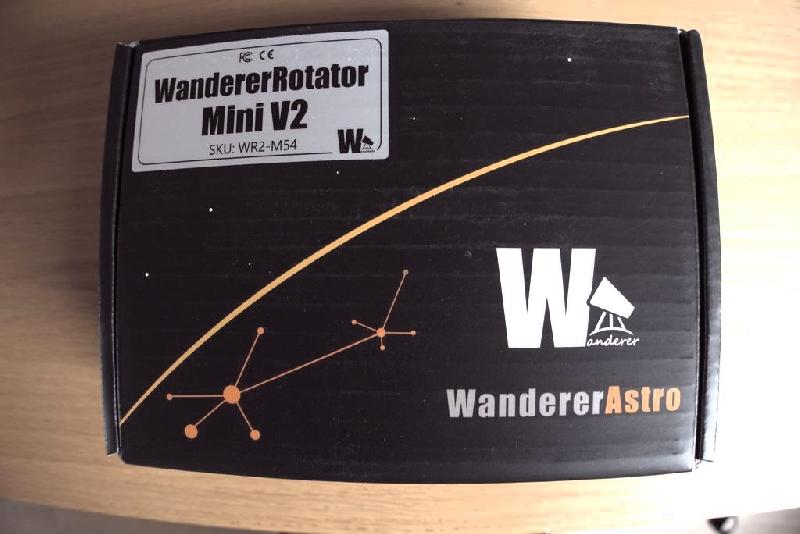 FC CE
WandererRotator
Mini V2
SKU: WR2-M54
W
W
anderer
WandererAstro